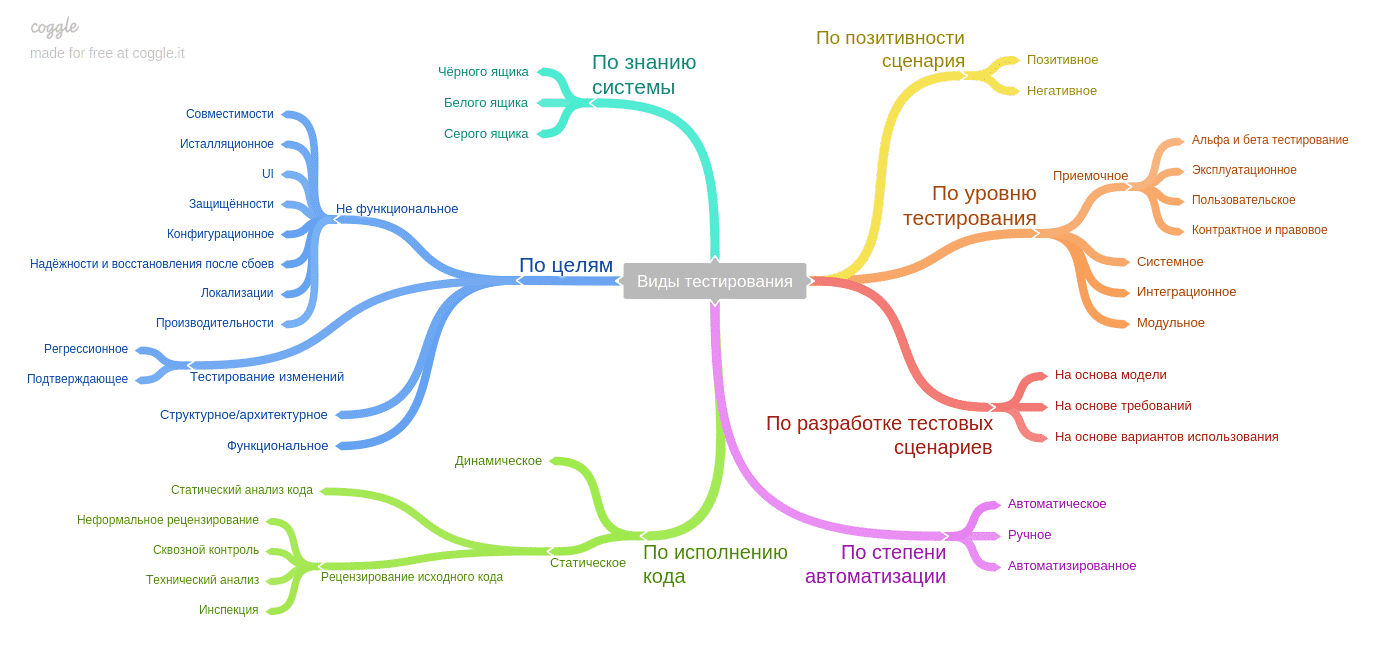 coggle
made for free at coggle.it
Виды тестирования
По знанию
системы
Чёрного ящика
Белого ящика
Серого ящика
По целям
Не функциональное
Совместимости
Исталляционное
UI
Защищённости
Конфигурационное
Надёжности и восстановления после сбоев
Локализации
Производительности
Тестирование изменений
Регрессионное
Подтверждающее
Структурное/архитектурное
Функциональное
По исполнению
кода
Динамическое
Статическое
Статический анализ кода
Рецензирование исходного кода
Неформальное рецензирование
Сквозной контроль
Технический анализ
Инспекция
По позитивности
сценария
Позитивное
Негативное
По уровню
тестирования
Приемочное
Альфа и бета тестирование
Эксплуатационное
Пользовательское
Контрактное и правовое
Системное
Интеграционное
Модульное
По разработке тестовых
сценариев
На основа модели
На основе требований
На основе вариантов использования
По степени
автоматизации
Автоматическое
Ручное
Автоматизированное